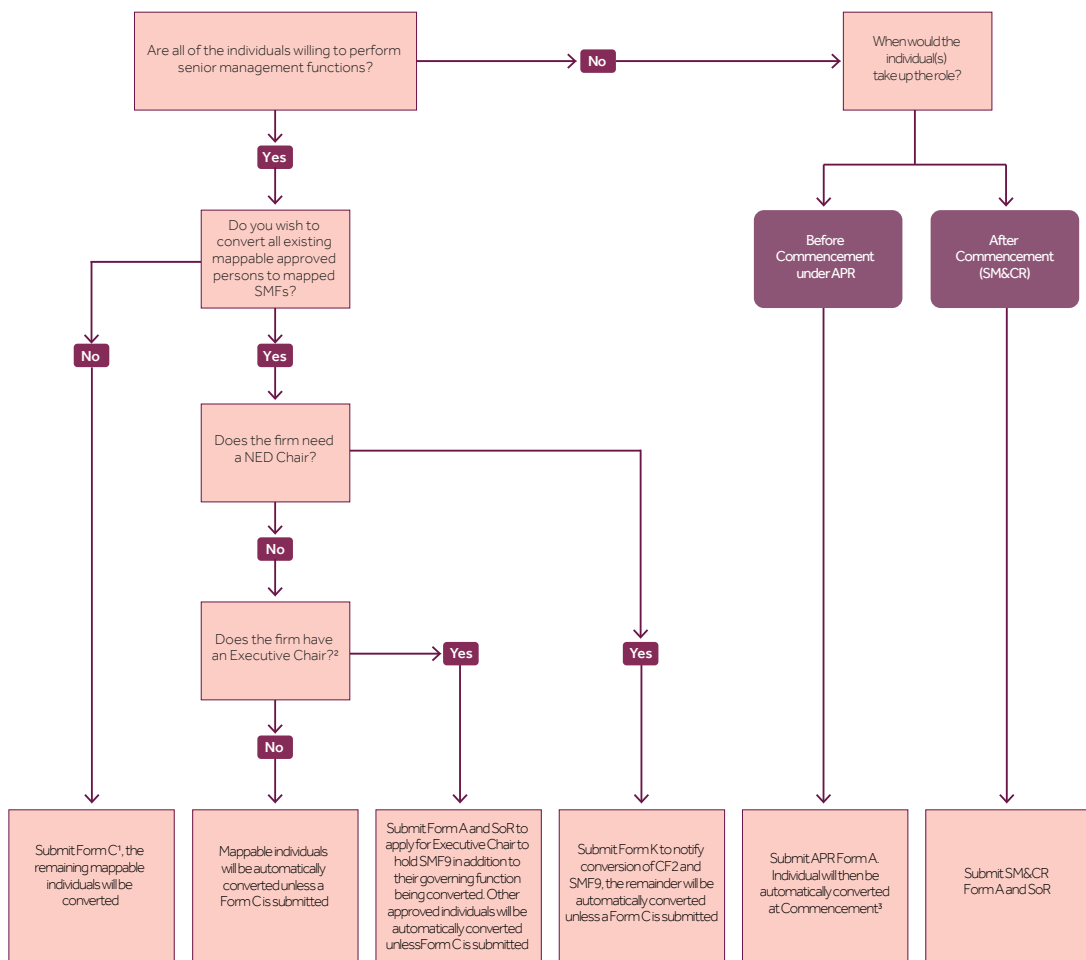 Are all of the individuals willing to perform
senior management functions?
No
When would the
individual(s)
take up the role?
Yes
Do you wish to
convert all existing
mappable approved
persons to mapped
SMFs?
Before
Commencement
under APR
After
Commencement
(SM&CR)
No
Yes
Does the firm need
a NED Chair?
No
Does the firm have
an Executive Chair?²
Yes
Yes
No
Submit Form C¹, the
remaining mappable
individuals will be
converted
Mappable individuals
will be automatically
converted unless a
Form C is submitted
Submit Form A and SoR to
apply for Executive Chair to
hold SMF9 in addition to
their governing function
being converted. Other
approved individuals will be
automatically converted
unless Form C is submitted
Submit Form K to notify
conversion of CF2 and
SMF9, the remainder will be
automatically converted
unless a Form C is submitted
Submit APR Form A.
Individual will then be
automatically converted
at Commencement³
Submit SM&CR
Form A and SoR